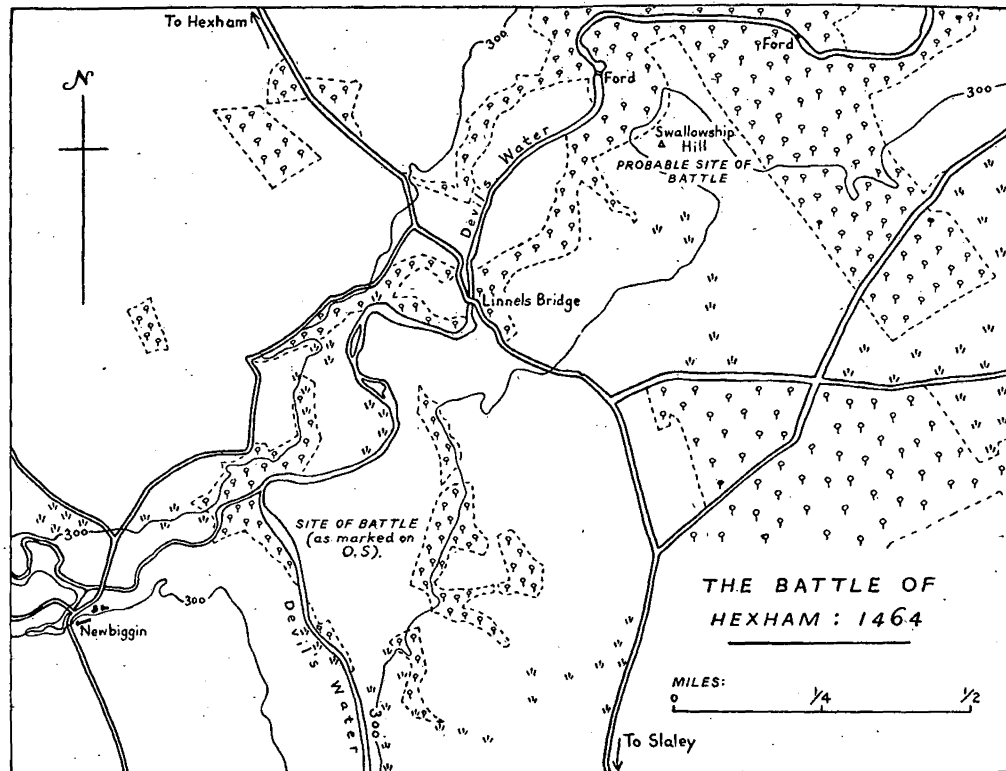 To Hexham
300
Ford
Ford
N
300
Devil's Water
Swallowship
Hill
PROBABLE SITE OF
BATTLE
Linnels Bridge
SITE OF BATTLE
(as marked on
O.S).
300
300
Newbiggin
Devil's Water
300
THE BATTLE OF
HEXHAM : 1464
MILES:
0 1/4 1/2
To Slaley